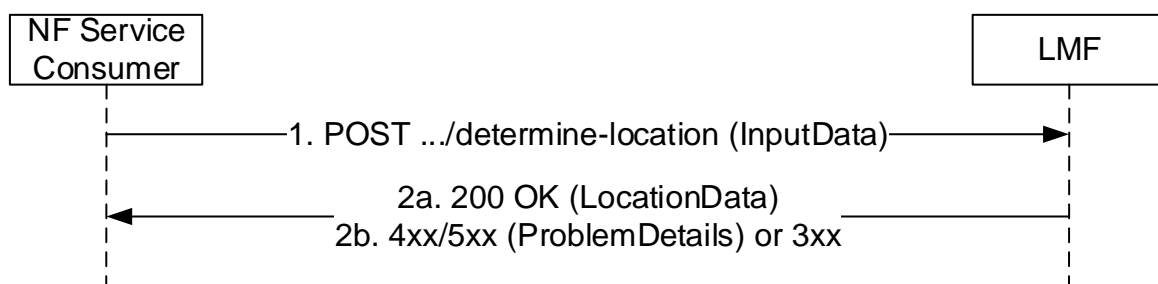 NF Service
Consumer
LMF
1. POST .../determine-location (InputData)
2a. 200 OK (LocationData)
2b. 4xx/5xx (ProblemDetails) or 3xx